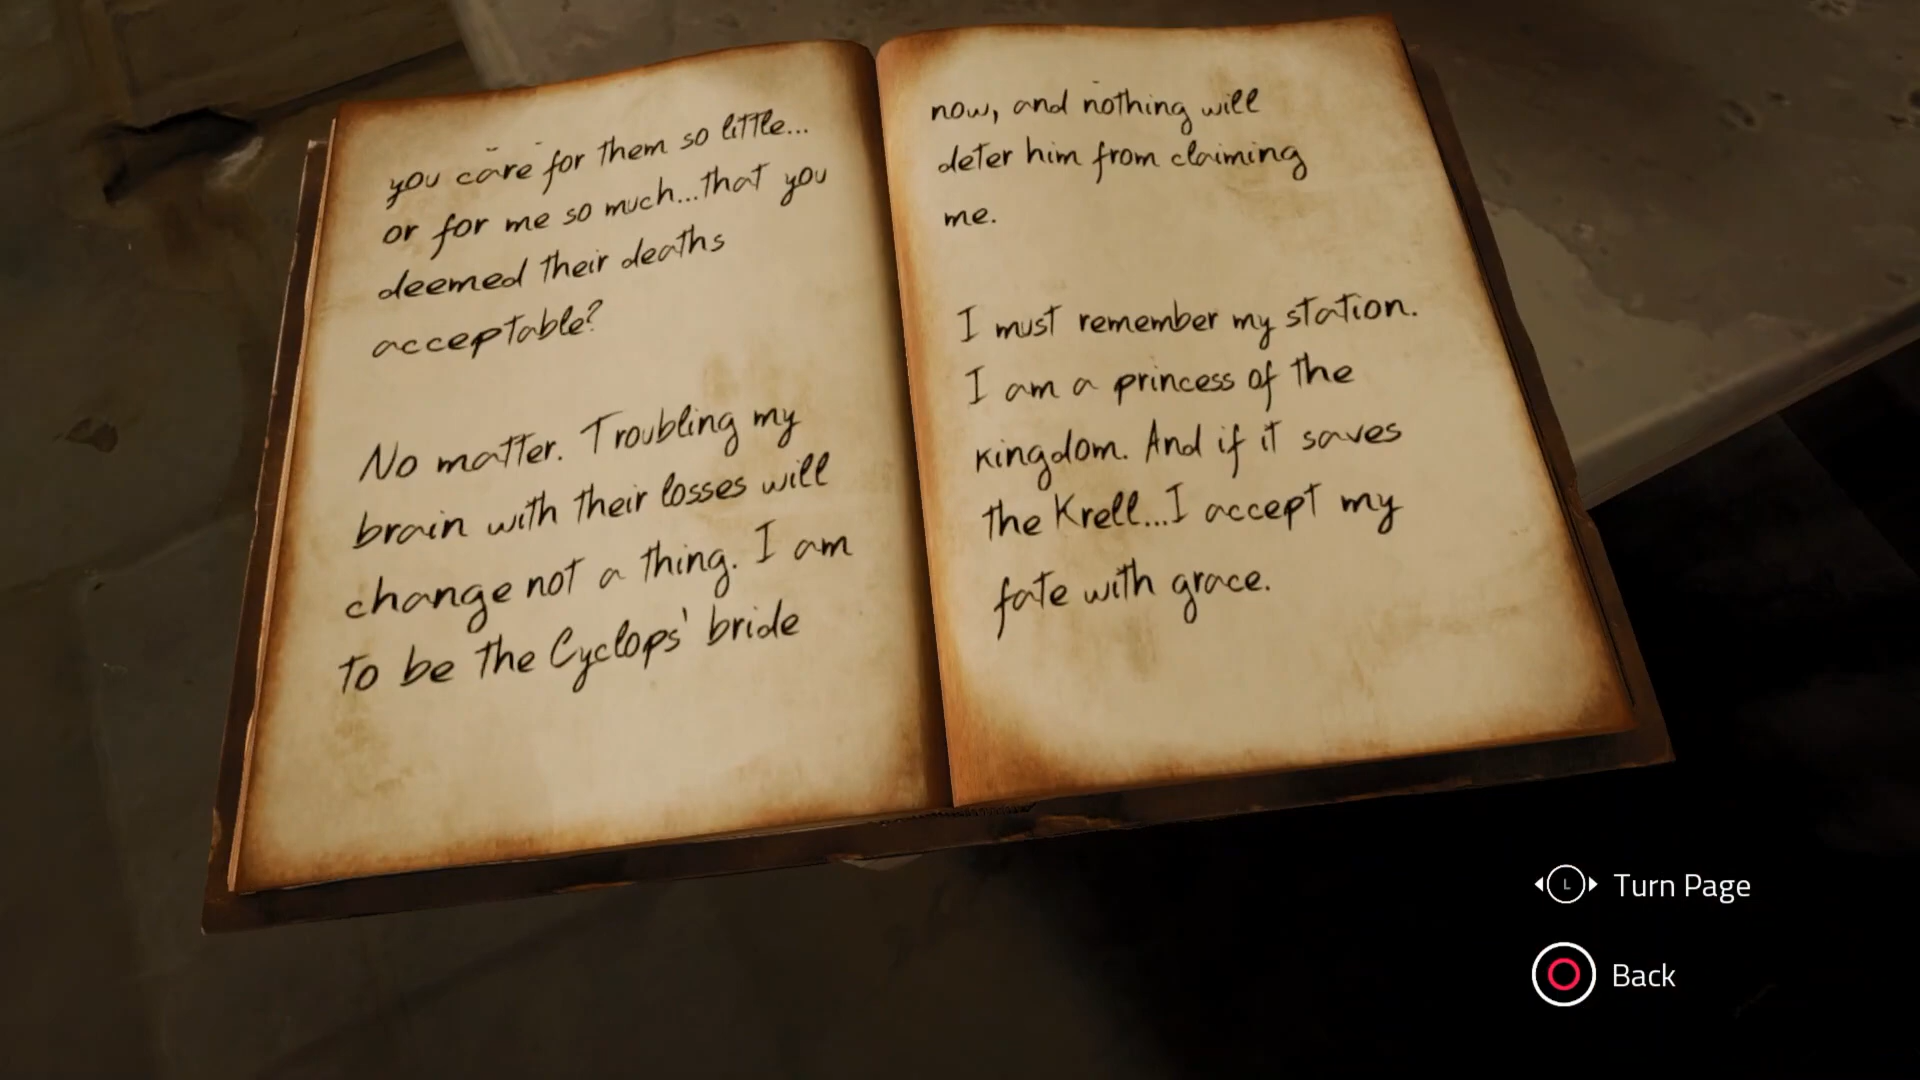 you care for them so little...
or for me so much...that you
deemed their deaths
acceptable?
No matter. Troubling my
brain with their losses will
change not a thing. I am
to be the Cyclops' bride
now, and nothing will
deter him from claiming
me.
I must remember my station.
I am a princess of the
kingdom. And if it saves
the Krell...I accept my
fate with grace.
L Turn Page
Back